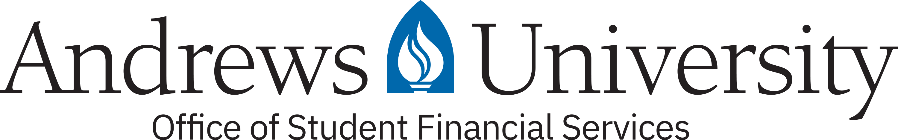 Andrews University
Office of Student Financial Services